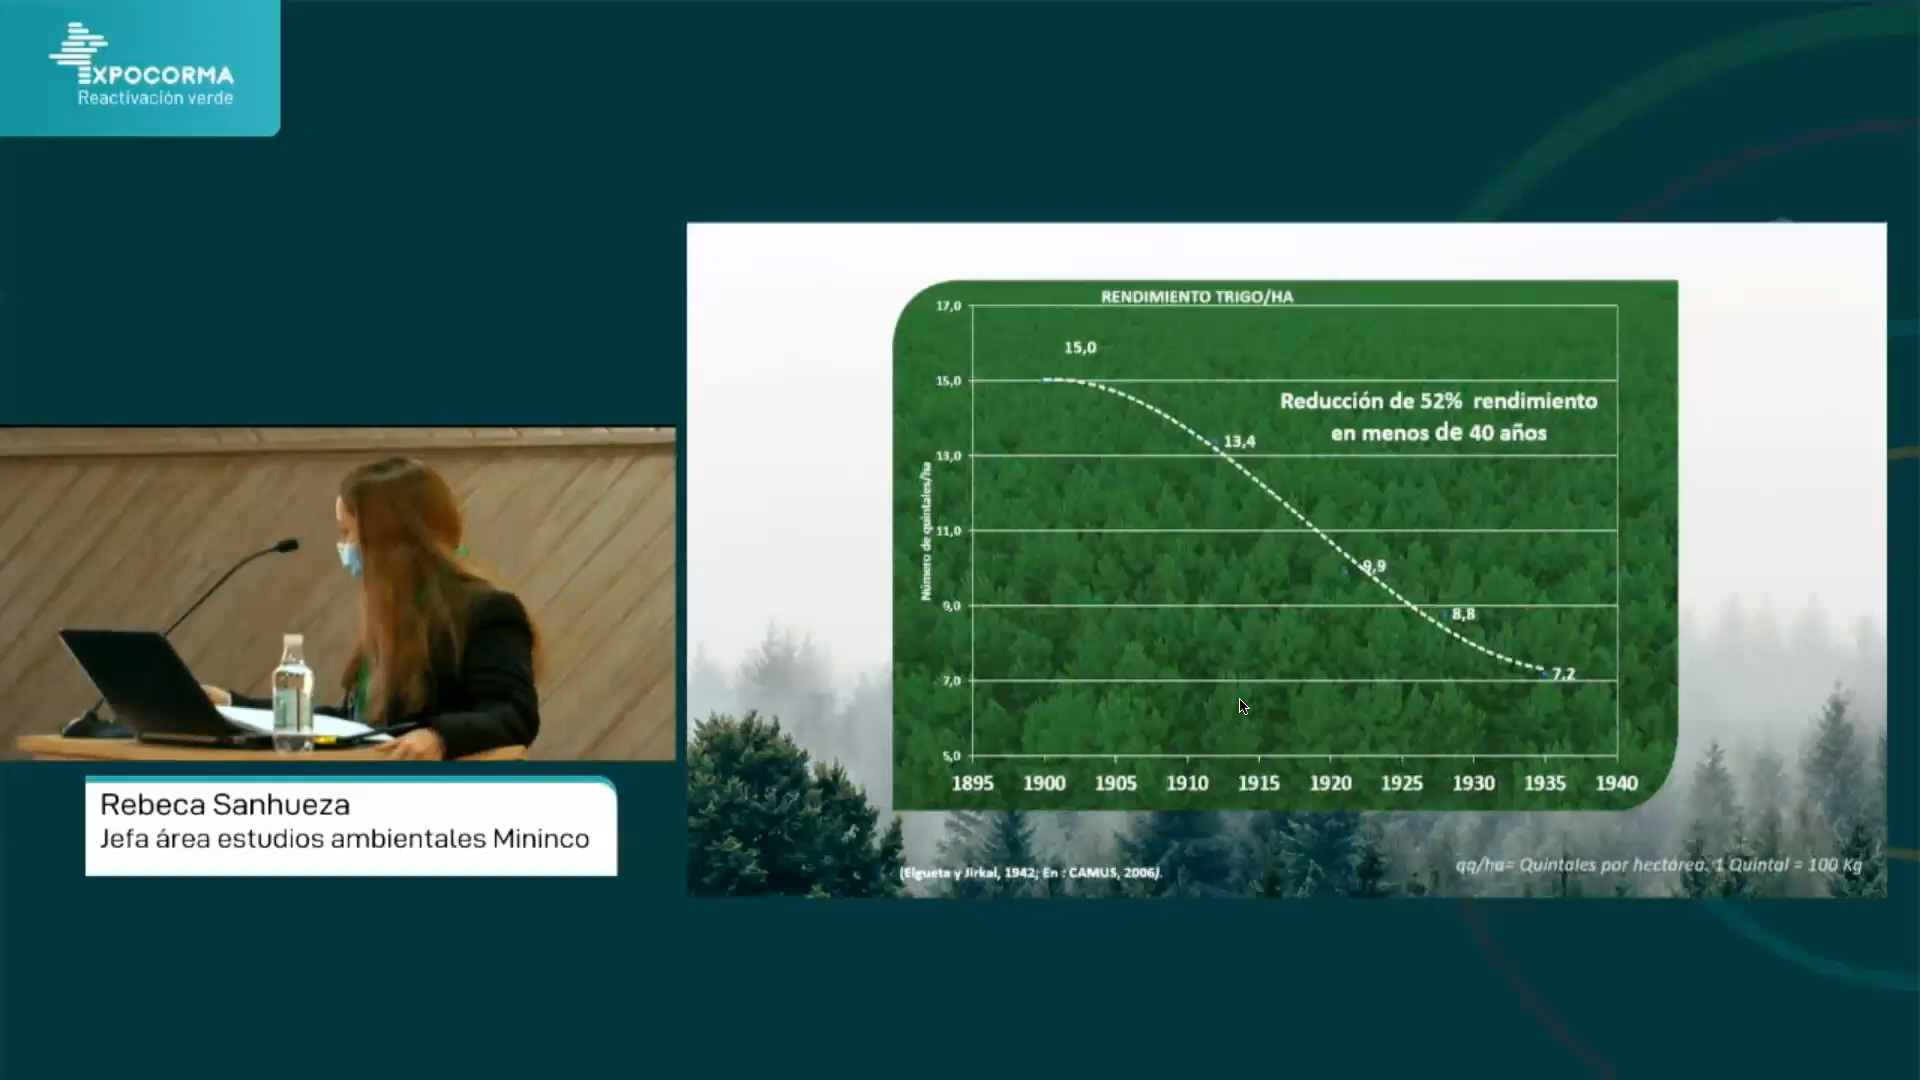 EXPOCORMA
Reactivación verde
RENDIMIENTO TRIGO/HA
17,0
15,0
15,0
Reducción de 52% rendimiento
en menos de 40 años
13,4
13,0
Número de quintales/ha
11,0
9,9
9,0
8,8
7,2
7,0
5,0
1895 1900 1905 1910 1915 1920 1925 1930 1935 1940
(Elgueta y Jirkal, 1942; En : CAMUS, 2006).
qq/ha= Quintales por hectárea. 1 Quintal = 100 Kg
Rebeca Sanhueza
Jefa área estudios ambientales Mininco